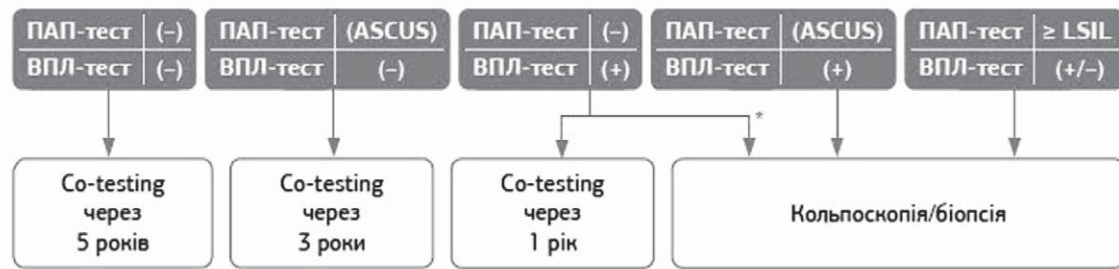 ПАП-тест (–) ПАП-тест (ASCUS) ПАП-тест (–) ПАП-тест (ASCUS) ПАП-тест ≥ LSIL
ВПЛ-тест (–) ВПЛ-тест (–) ВПЛ-тест (+) ВПЛ-тест (+) ВПЛ-тест (+/–)
*
Co-testing
через
5 років
Co-testing
через
3 роки
Co-testing
через
1 рік
Кольпоскопія/біопсія